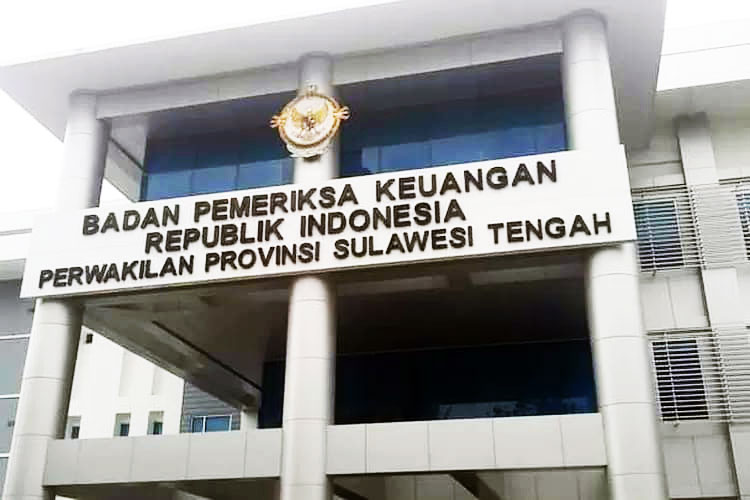 BADAN PEMERIKSA KEUANGAN
REPUBLIK INDONESIA
PERWAKILAN PROVINSI SULAWESI TENGAH